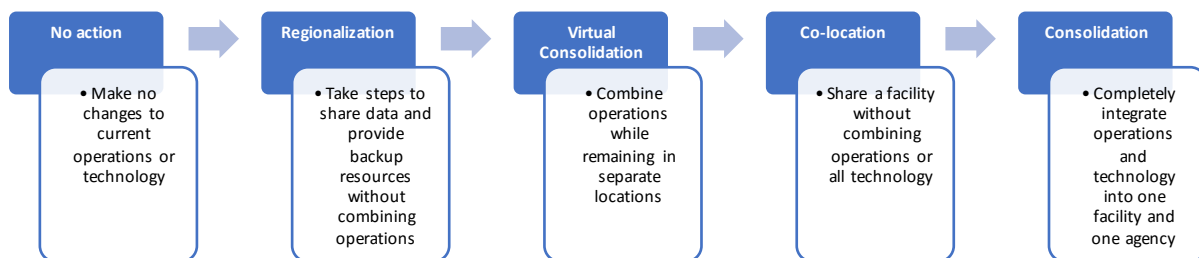 No action
• Make no
changes to
current
operations or
technology
Regionalization
• Take steps to
share data and
provide
backup
resources
without
combining
operations
Virtual
Consolidation
• Combine
operations
while
remaining in
separate
locations
Co-location
• Share a facility
without
combining
operations or
all technology
Consolidation
• Completely
integrate
operations
and
technology
into one
facility and
one agency